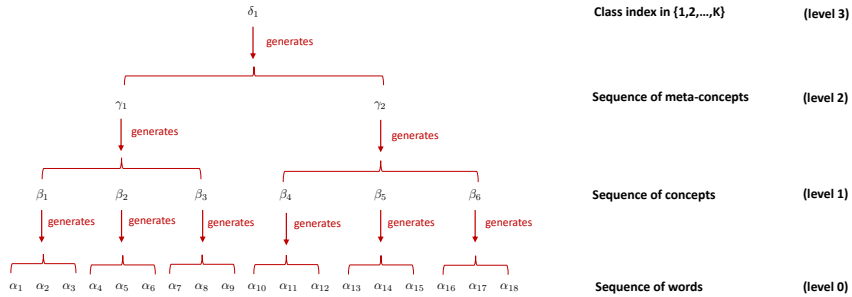 δ1 Class index in {1,2,...,K} (level 3)
generates
γ1 γ2 Sequence of meta-concepts (level 2)
generates generates
β1 β2 β3 β4 β5 β6 Sequence of concepts (level 1)
generates generates generates generates generates generates
α1 α2 α3 α4 α5 α6 α7 α8 α9 α10 α11 α12 α13 α14 α15 α16 α17 α18 Sequence of words (level 0)